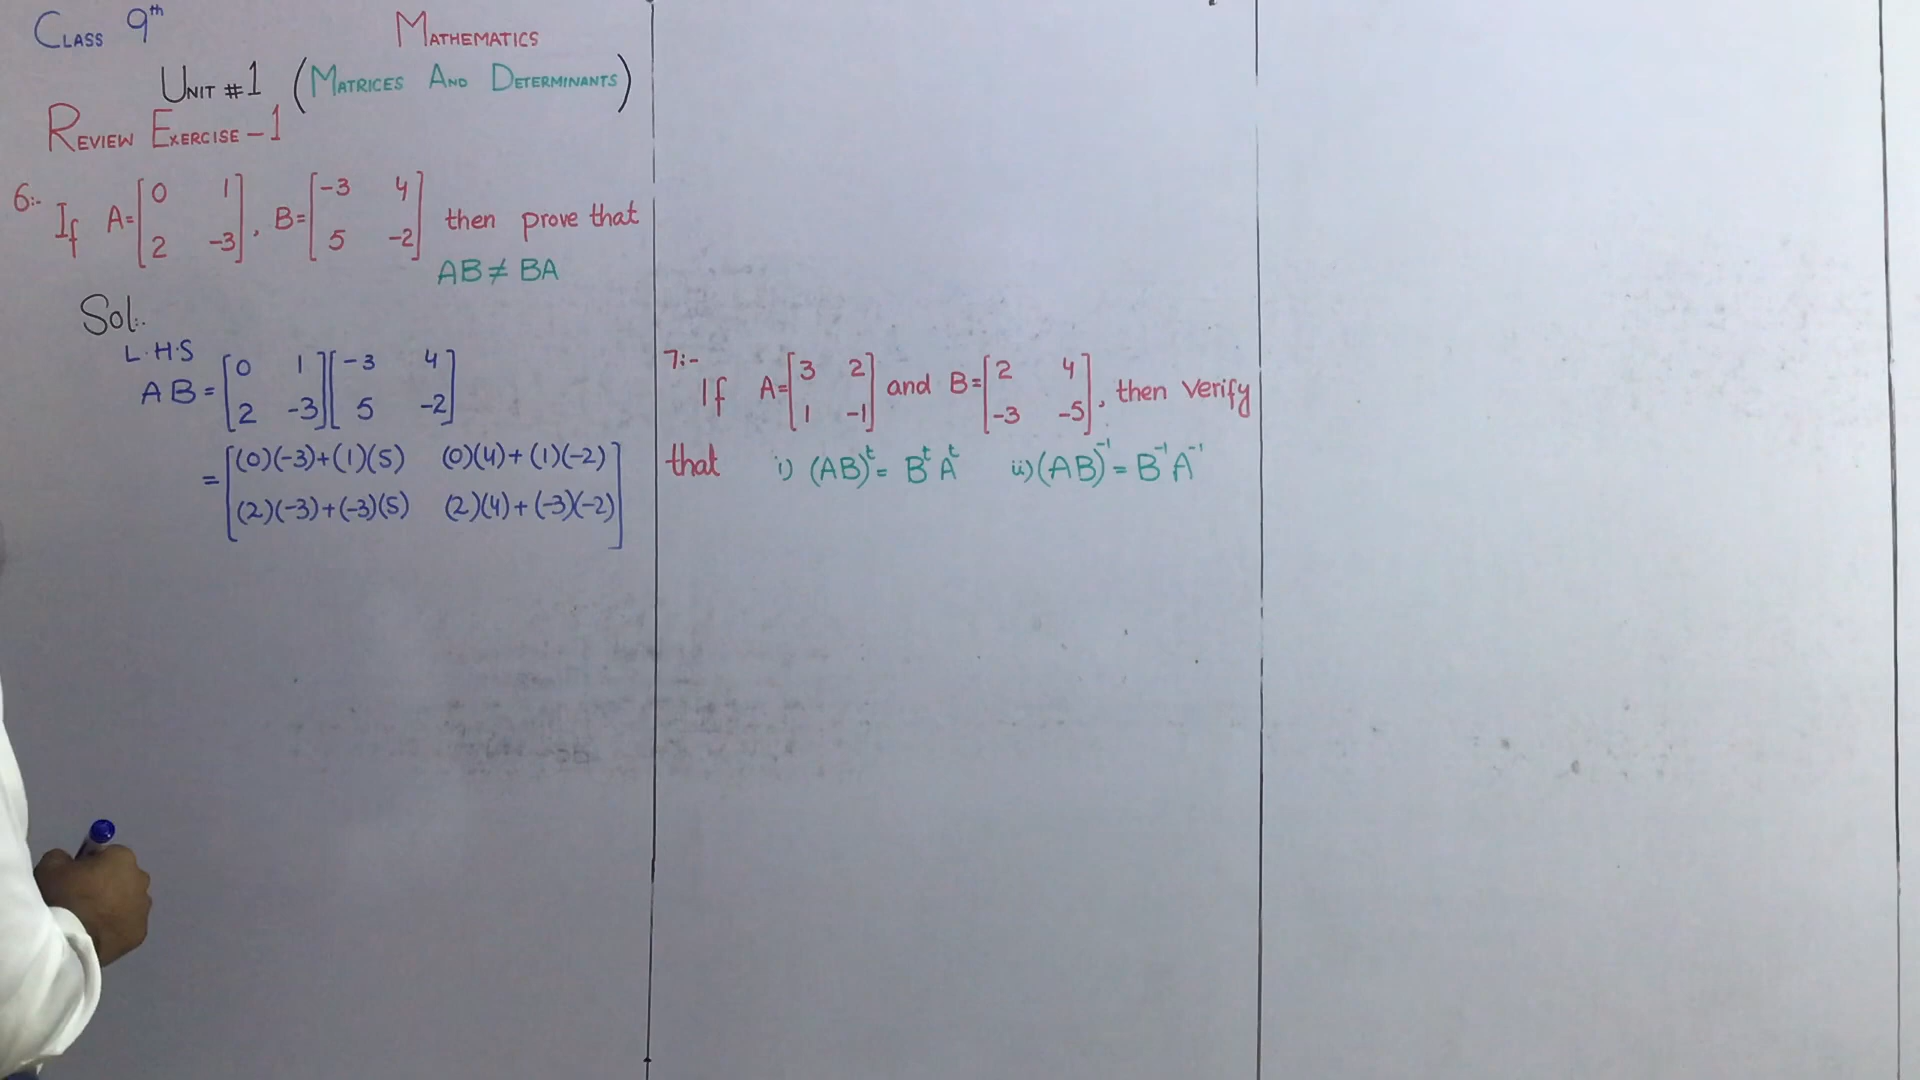 CLASS 9th MATHEMATICS
UNIT #1 (MATRICES AND DETERMINANTS)
REVIEW EXERCISE-1
6:- If A=[0 1 2 -3], B=[-3 4 5 -2] then prove that
AB≠BA
Sol:.
L.H.S
AB=[0 1 2 -3][-3 4 5 -2]
=[(0)(-3)+(1)(5) (0)(4)+(1)(-2)
(2)(-3)+(-3)(5) (2)(4)+(-3)(-2)]
7:- If A=[3 2 1 -1] and B=[2 4 -3 -5], then verify
that i) (AB)ᵗ= BᵗAᵗ ii) (AB)⁻¹= B⁻¹A⁻¹